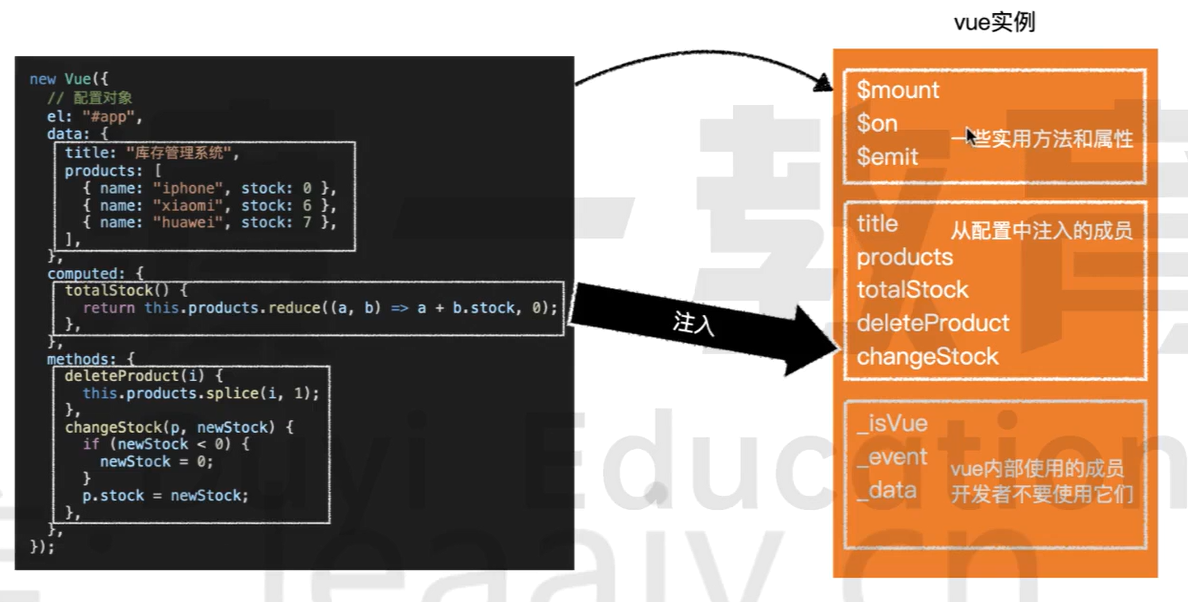 vue实例
new Vue({
// 配置对象
el: "#app",
data: {
title: "库存管理系统",
products: [
{ name: "iphone", stock: 0 },
{ name: "xiaomi", stock: 6 },
{ name: "huawei", stock: 7 },
],
},
computed: {
totalStock() {
return this.products.reduce((a, b) => a + b.stock, 0);
},
},
methods: {
deleteProduct(i) {
this.products.splice(i, 1);
},
changeStock(p, newStock) {
if (newStock < 0) {
newStock = 0;
}
p.stock = newStock;
},
},
});
注入
$mount
$on
$emit
一些实用方法和属性
title
products
totalStock
deleteProduct
changeStock
从配置中注入的成员
_isVue
_event
_data
vue内部使用的成员
开发者不要使用它们
教育
Education